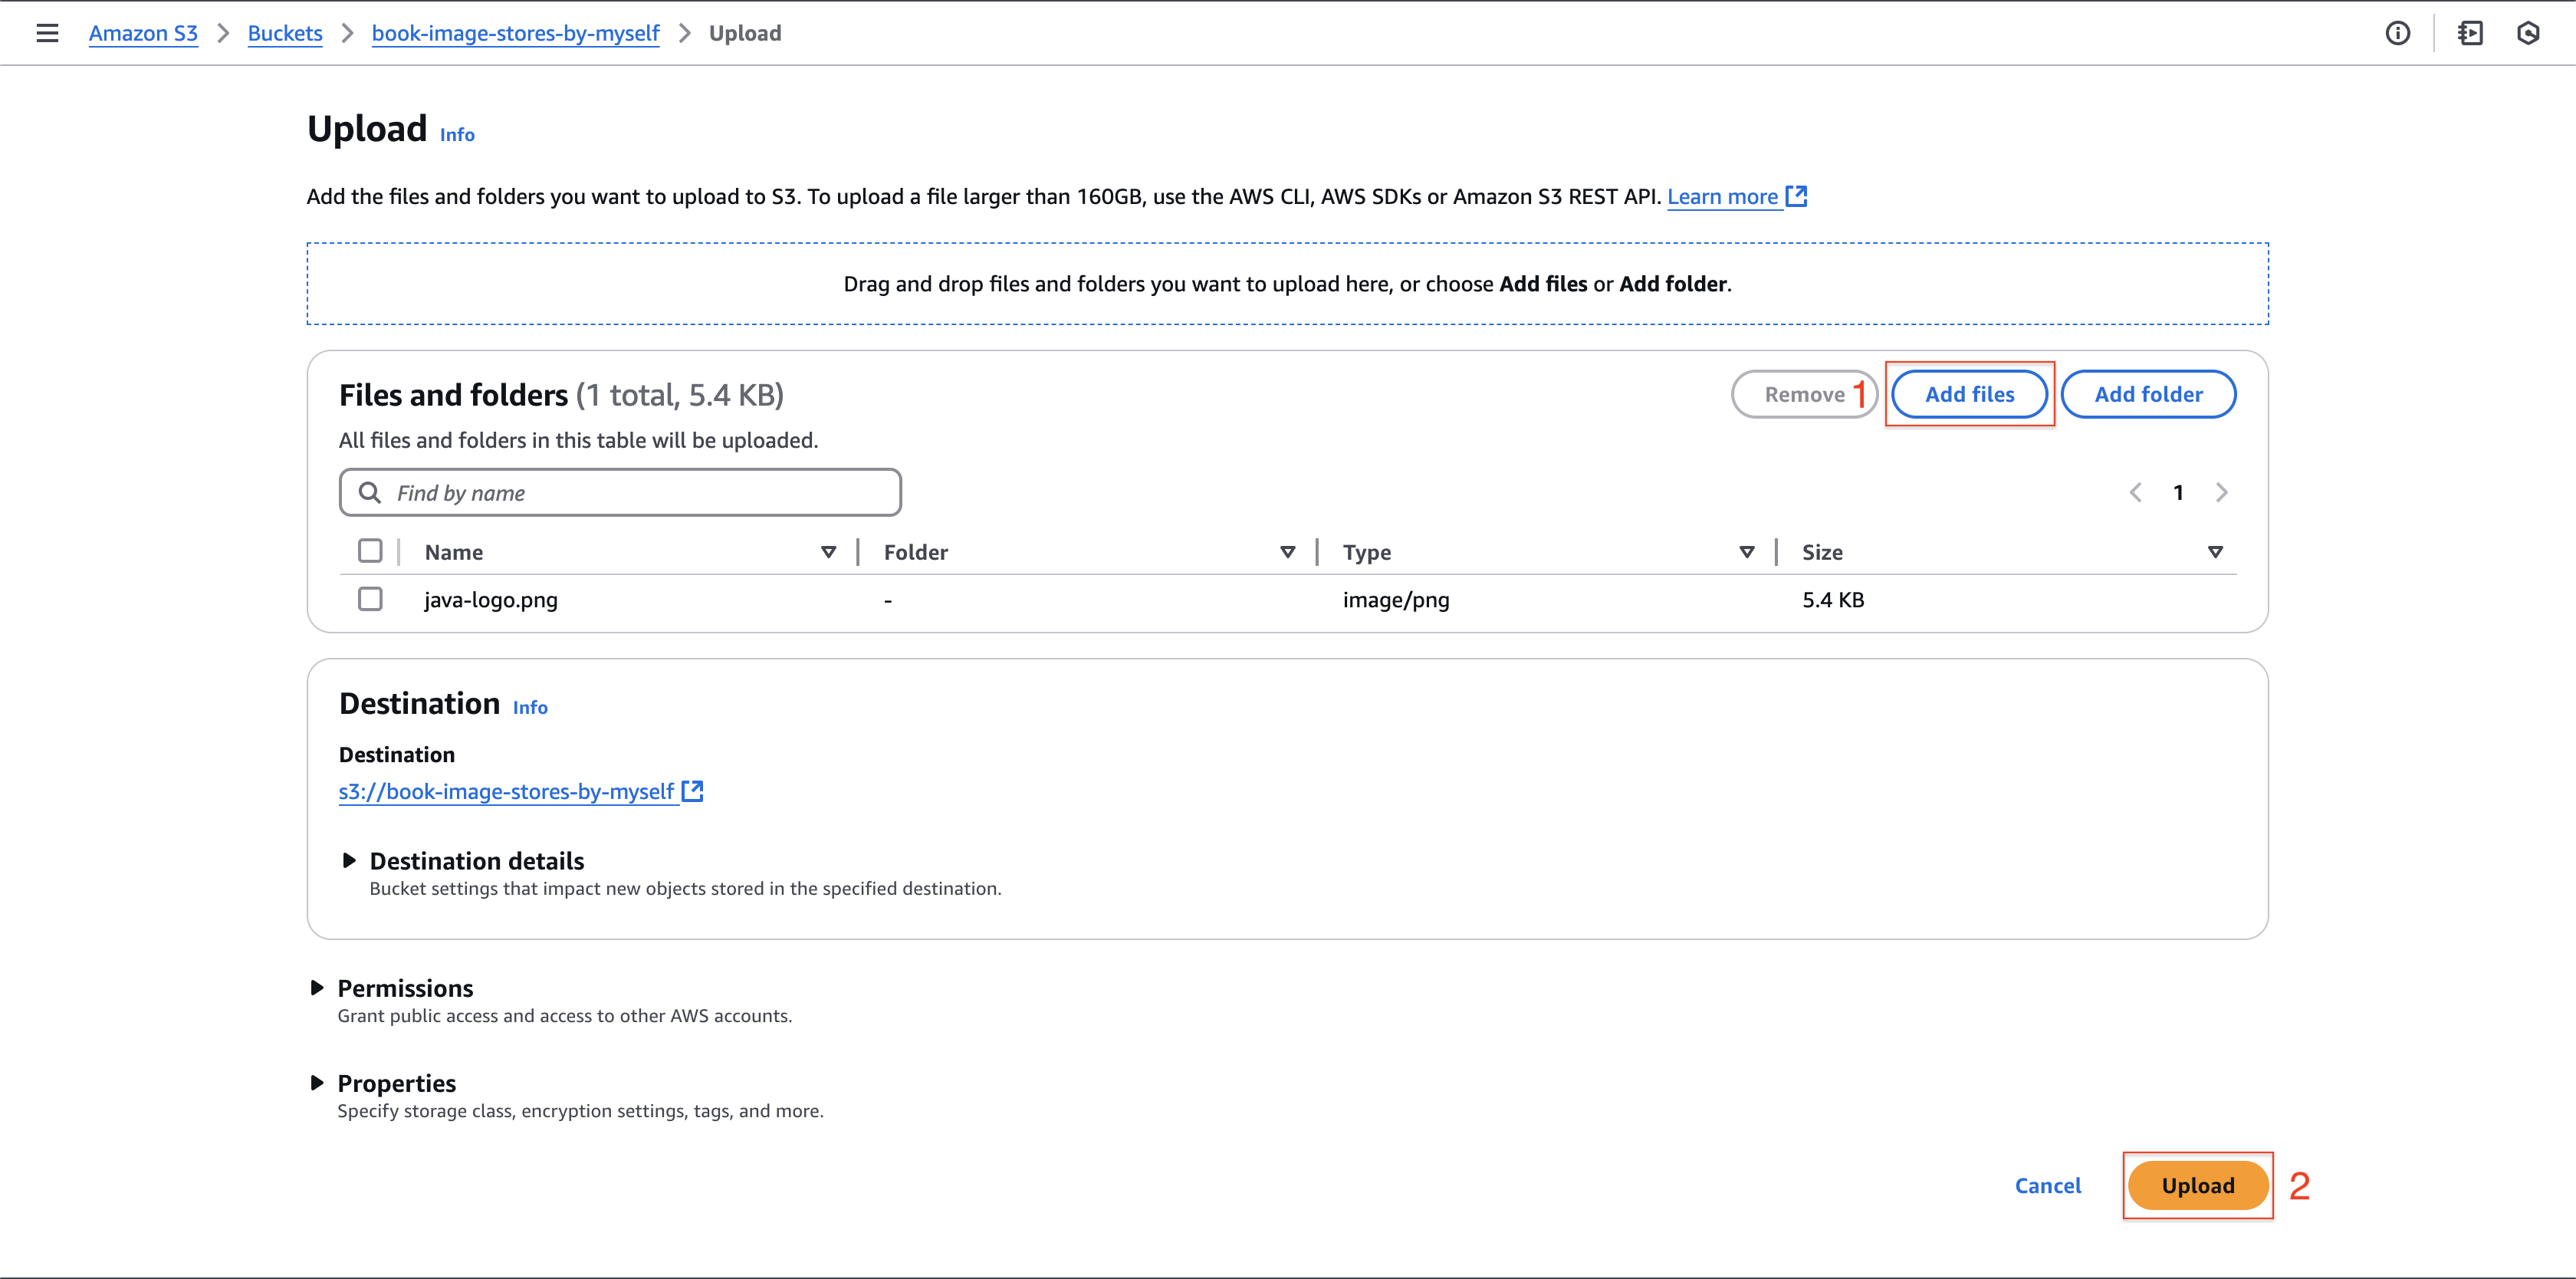 Amazon S3 > Buckets > book-image-stores-by-myself > Upload
Upload Info
Add the files and folders you want to upload to S3. To upload a file larger than 160GB, use the AWS CLI, AWS SDKs or Amazon S3 REST API. Learn more
Drag and drop files and folders you want to upload here, or choose Add files or Add folder.
Files and folders (1 total, 5.4 KB)
Remove 1 Add files Add folder
All files and folders in this table will be uploaded.
Find by name
1
Name Folder Type Size
java-logo.png - image/png 5.4 KB
Destination Info
Destination
s3://book-image-stores-by-myself
Destination details
Bucket settings that impact new objects stored in the specified destination.
Permissions
Grant public access and access to other AWS accounts.
Properties
Specify storage class, encryption settings, tags, and more.
Cancel Upload 2